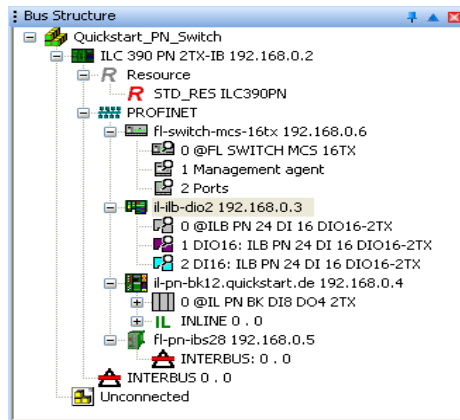 Bus Structure
Quickstart_PN_Switch
ILC 390 PN 2TX-IB 192.168.0.2
R Resource
R STD_RES ILC390PN
PROFINET
fl-switch-mcs-16tx 192.168.0.6
0 @FL SWITCH MCS 16TX
1 Management agent
2 Ports
il-ilb-dio2 192.168.0.3
0 @ILB PN 24 DI 16 DIO16-2TX
1 DIO16: ILB PN 24 DI 16 DIO16-2TX
2 DI16: ILB PN 24 DI 16 DIO16-2TX
il-pn-bk12.quickstart.de 192.168.0.4
0 @IL PN BK DI8 DO4 2TX
IL INLINE 0 . 0
fl-pn-ibs28 192.168.0.5
INTERBUS: 0 . 0
INTERBUS 0 . 0
Unconnected